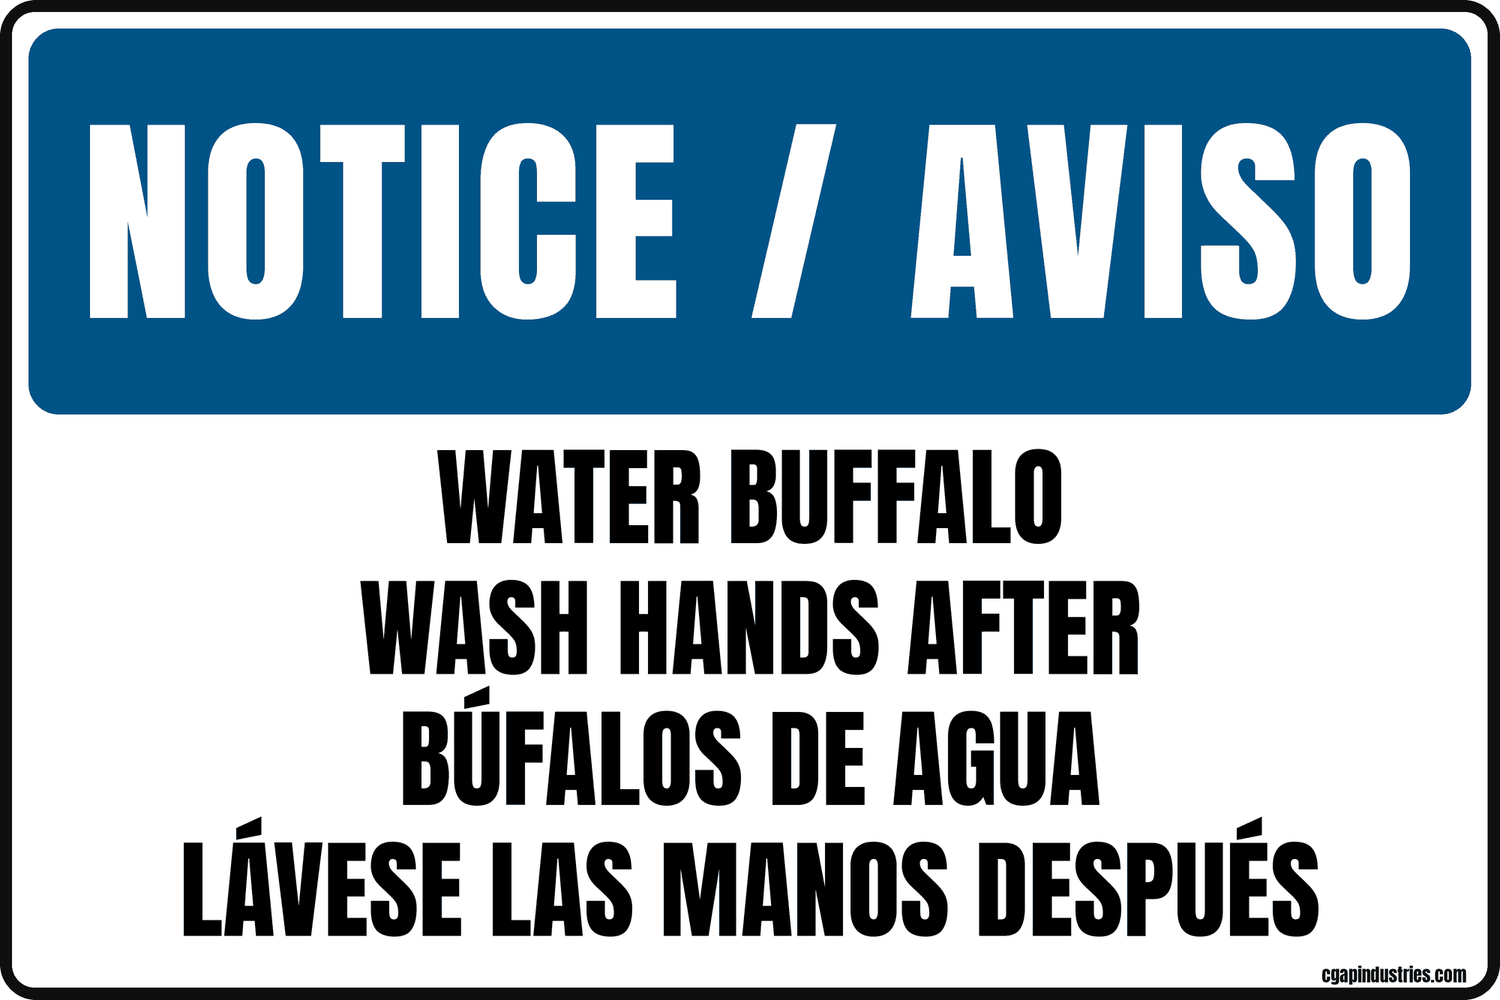 NOTICE / AVISO
WATER BUFFALO
WASH HANDS AFTER
BÚFALOS DE AGUA
LÁVESE LAS MANOS DESPUÉS
cgapindustries.com